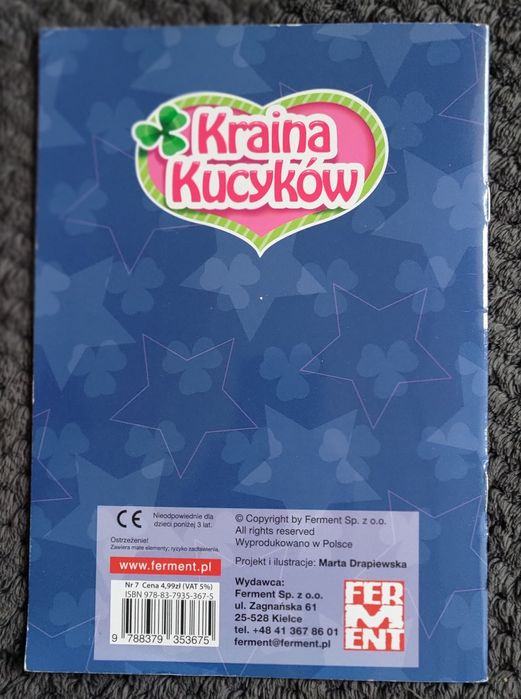 Kraina
Kucyków
CE
Nieodpowiednie dla
dzieci poniżej 3 lat.
Ostrzeżenie!
Zawiera małe elementy; ryzyko zadławienia.
www.ferment.pl
Nr 7 Cena 4,99zł (VAT 5%)
ISBN 978-83-7935-367-5
9 788379 353675
© Copyright by Ferment Sp. z o.o.
All rights reserved
Wyprodukowano w Polsce
Projekt i ilustracje: Marta Drapiewska
Wydawca:
Ferment Sp. z o.o.
ul. Zagnańska 61
25-528 Kielce
tel. +48 41 367 86 01
ferment@ferment.pl
FER
M
ENT